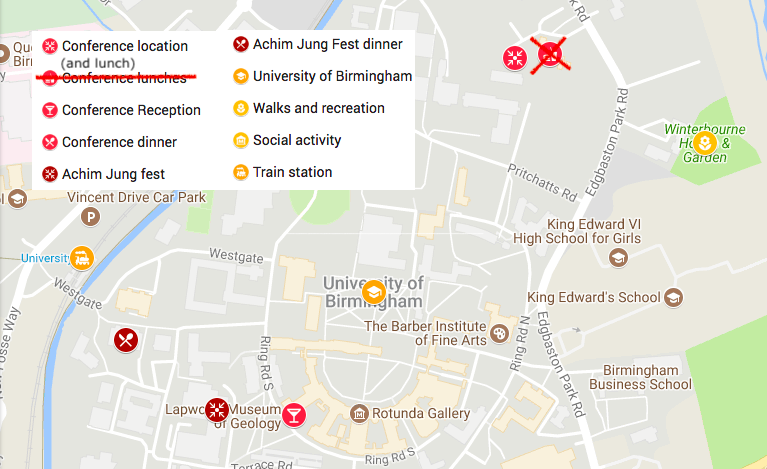 Conference location
(and lunch)
Conference lunches
Conference Reception
Conference dinner
Achim Jung fest
Achim Jung Fest dinner
University of Birmingham
Walks and recreation
Social activity
Train station
Vincent Drive Car Park
P
University
Westgate
Westgate
Pritchatts Rd
Edgbaston Park Rd
Winterbourne
House &
Garden
King Edward VI
High School for Girls
King Edward's School
University of
Birmingham
The Barber Institute
of Fine Arts
Ring Rd N
Edgbaston Park Rd
Birmingham
Business School
Ring Rd S
Lapworth Museum
of Geology
Rotunda Gallery
Terrace Rd
Ring Rd S